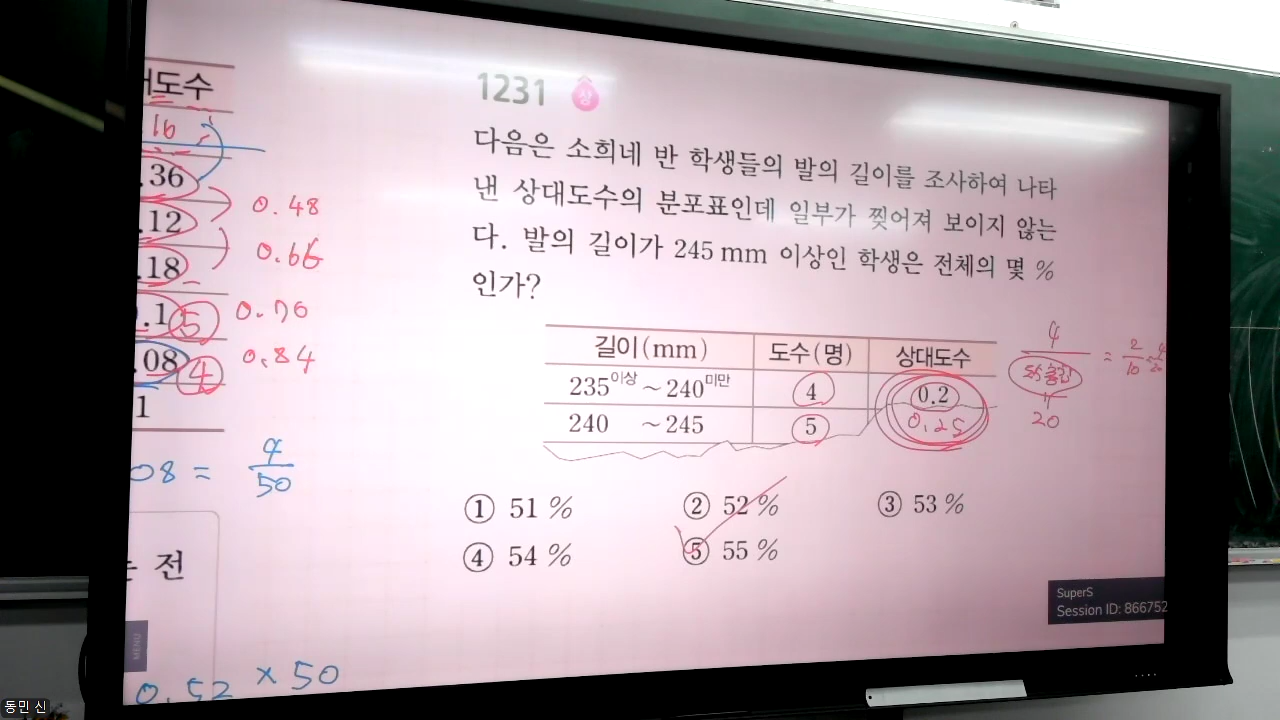 대도수
16
.36
.12
.18
0.15
.08
4
1
0.48
0.66
0.76
0.84
08 = 4/50
는 전
0.52 × 50
MENU
1231 상
다음은 소희네 반 학생들의 발의 길이를 조사하여 나타
낸 상대도수의 분포표인데 일부가 찢어져 보이지 않는
다. 발의 길이가 245 mm 이상인 학생은 전체의 몇 %
인가?
길이(mm) 도수(명) 상대도수
235이상 ~ 240미만 4 0.2
240 ~ 245 5 0.25
① 51 % ② 52 % ③ 53 %
④ 54 % ⑤ 55 %
4
= 2/10 =
20
SuperS
Session ID: 866752
동민 신